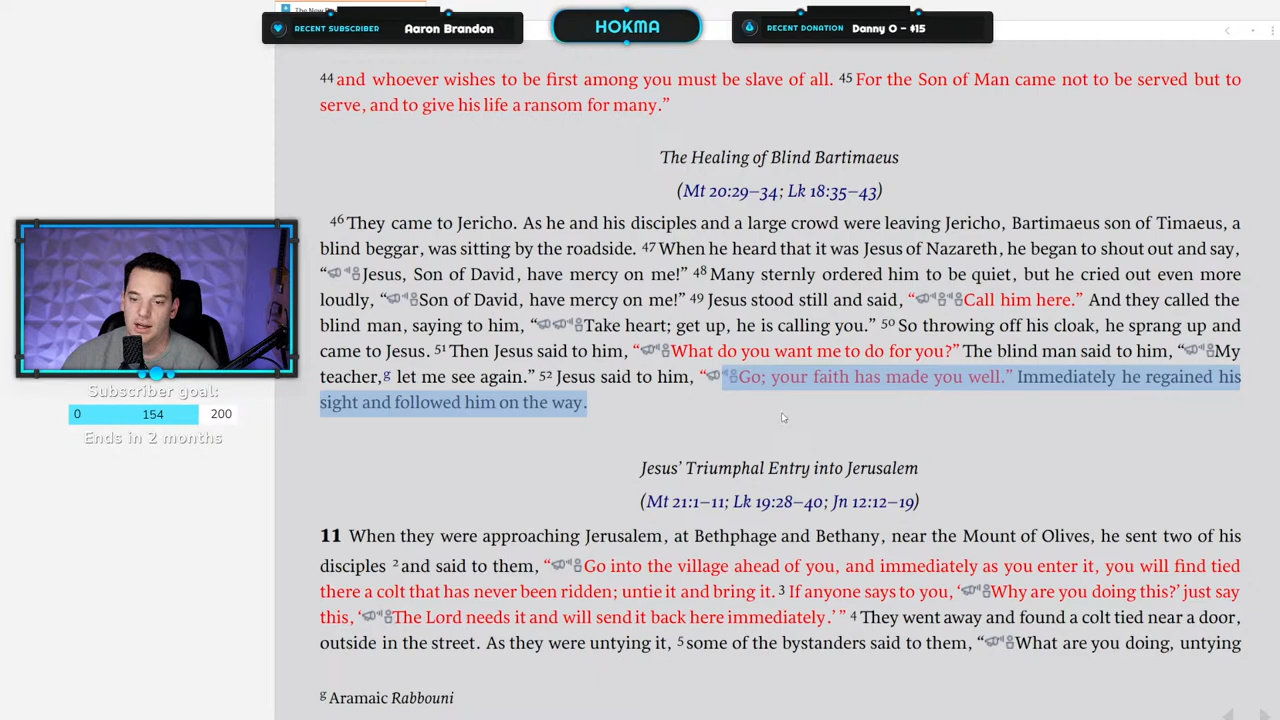 The New R
RECENT SUBSCRIBER Aaron Brandon
HOKMA
RECENT DONATION Danny O – $15
44 and whoever wishes to be first among you must be slave of all. 45 For the Son of Man came not to be served but to
serve, and to give his life a ransom for many.”
The Healing of Blind Bartimaeus
(Mt 20:29–34; Lk 18:35–43)
46 They came to Jericho. As he and his disciples and a large crowd were leaving Jericho, Bartimaeus son of Timaeus, a
blind beggar, was sitting by the roadside. 47 When he heard that it was Jesus of Nazareth, he began to shout out and say,
“Jesus, Son of David, have mercy on me!” 48 Many sternly ordered him to be quiet, but he cried out even more
loudly, “Son of David, have mercy on me!” 49 Jesus stood still and said, “Call him here.” And they called the
blind man, saying to him, “Take heart; get up, he is calling you.” 50 So throwing off his cloak, he sprang up and
came to Jesus. 51 Then Jesus said to him, “What do you want me to do for you?” The blind man said to him, “My
teacher,g let me see again.” 52 Jesus said to him, “Go; your faith has made you well.” Immediately he regained his
sight and followed him on the way.
Subscriber goal:
0 154 200
Ends in 2 months
Jesus’ Triumphal Entry into Jerusalem
(Mt 21:1–11; Lk 19:28–40; Jn 12:12–19)
11 When they were approaching Jerusalem, at Bethphage and Bethany, near the Mount of Olives, he sent two of his
disciples 2 and said to them, “Go into the village ahead of you, and immediately as you enter it, you will find tied
there a colt that has never been ridden; untie it and bring it. 3 If anyone says to you, ‘Why are you doing this?’ just say
this, ‘The Lord needs it and will send it back here immediately.’ ” 4 They went away and found a colt tied near a door,
outside in the street. As they were untying it, 5 some of the bystanders said to them, “What are you doing, untying
g Aramaic Rabbouni